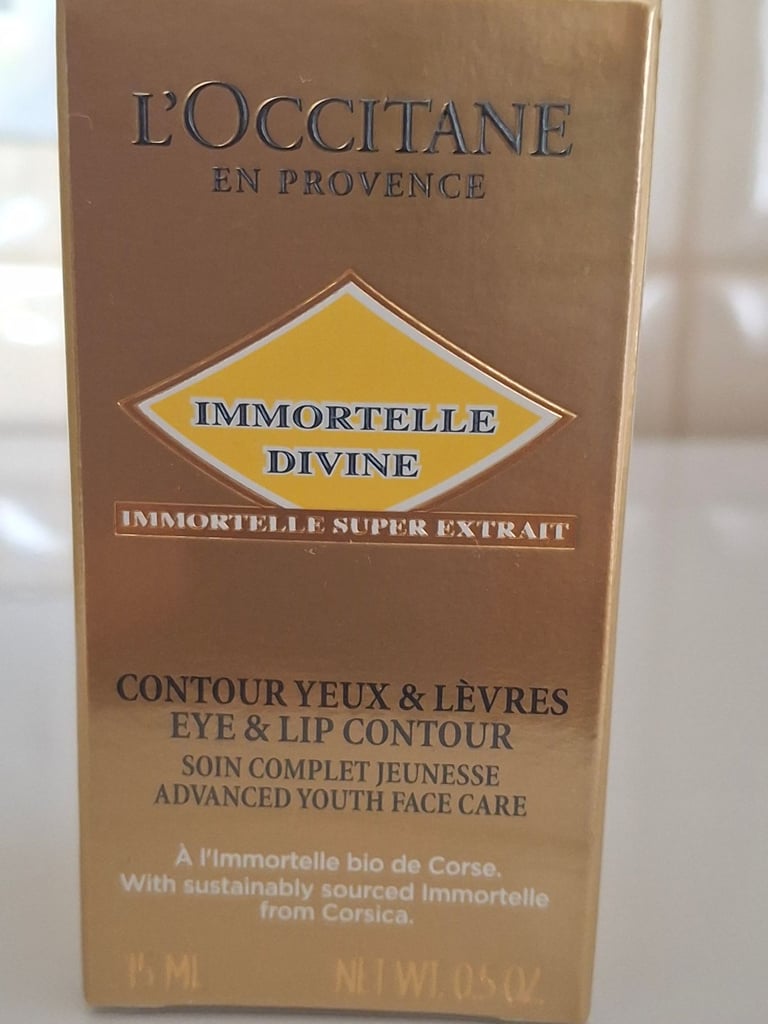 L'OCCITANE
EN PROVENCE
IMMORTELLE
DIVINE
IMMORTELLE SUPER EXTRAIT
CONTOUR YEUX & LÈVRES
EYE & LIP CONTOUR
SOIN COMPLET JEUNESSE
ADVANCED YOUTH FACE CARE
À l'Immortelle bio de Corse.
With sustainably sourced Immortelle
from Corsica.
15 ML NET WT. 0.5 OZ.